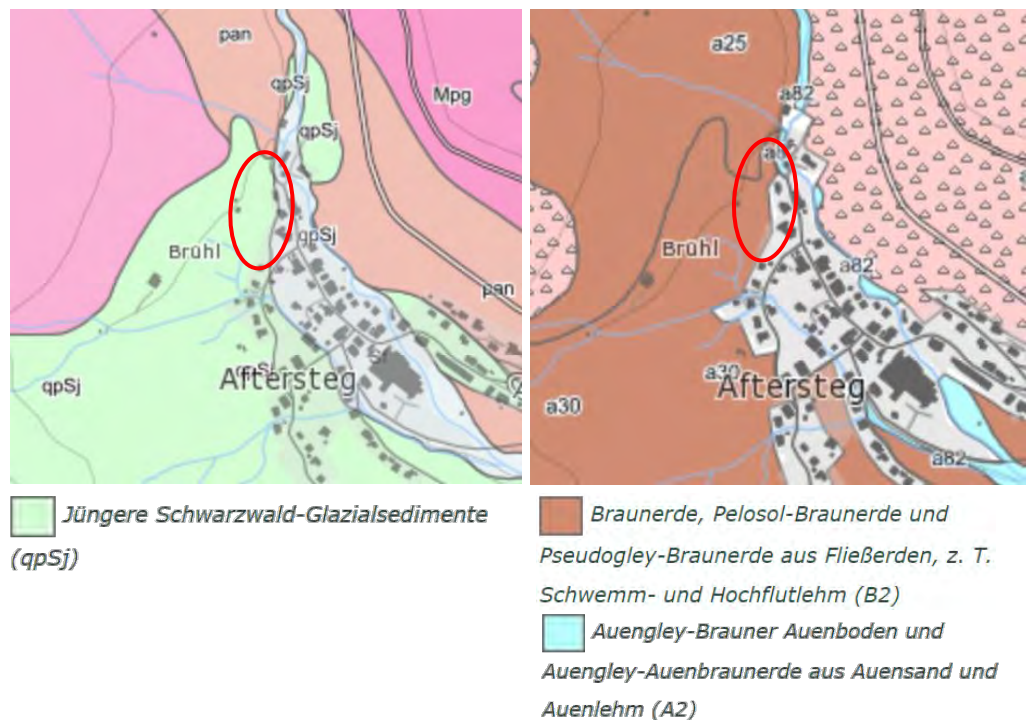 pan
qpSj
Mpg
qpSj
Brühl
qpSj
pan
Sf
qpSj
Aftersteg
qpSj
Jüngere Schwarzwald-Glazialsedimente
(qpSj)
a25
a82
Brühl
a82
a30
Aftersteg
a30
a82
Braunerde, Pelosol-Braunerde und
Pseudogley-Braunerde aus Fließerden, z. T.
Schwemm- und Hochflutlehm (B2)
Auengley-Brauner Auenboden und
Auengley-Auenbraunerde aus Auensand und
Auenlehm (A2)